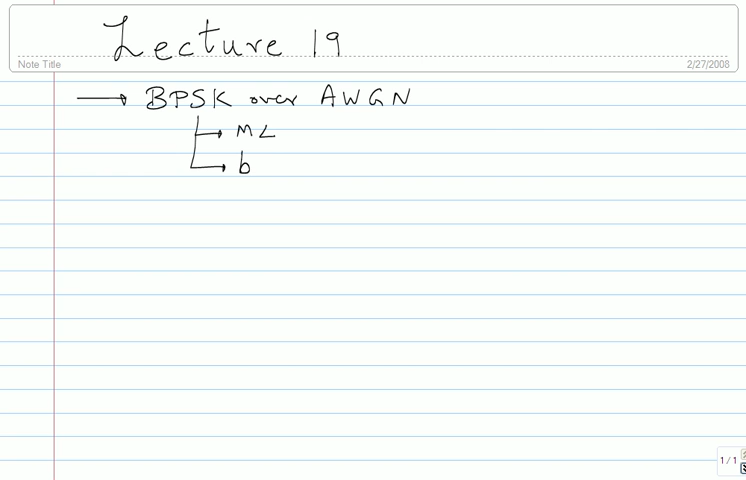 Lecture 19
Note Title
2/27/2008
BPSK over AWGN
ML
b
1 / 1